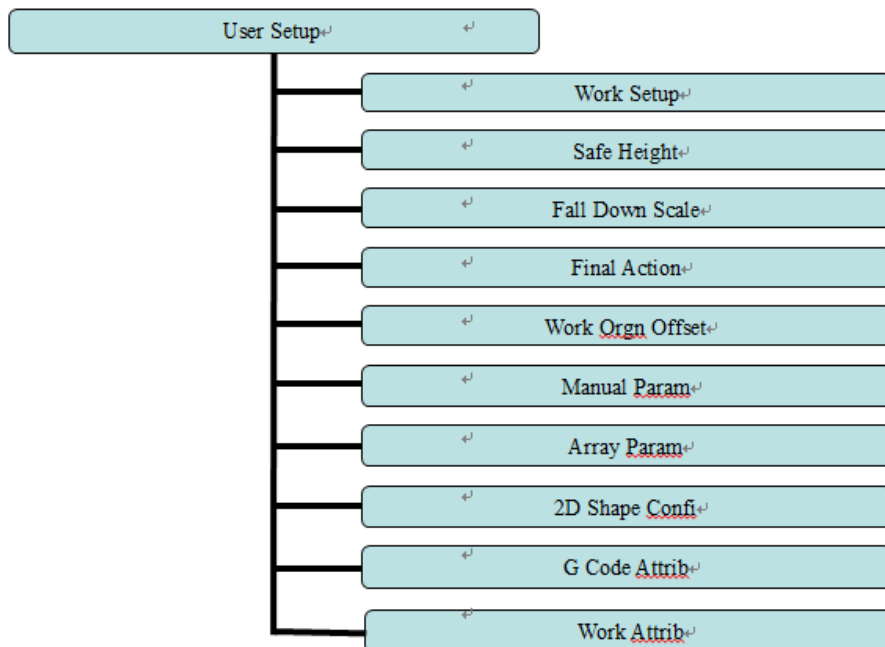 User Setup
Work Setup
Safe Height
Fall Down Scale
Final Action
Work Orgn Offset
Manual Param
Array Param
2D Shape Confi
G Code Attrib
Work Attrib